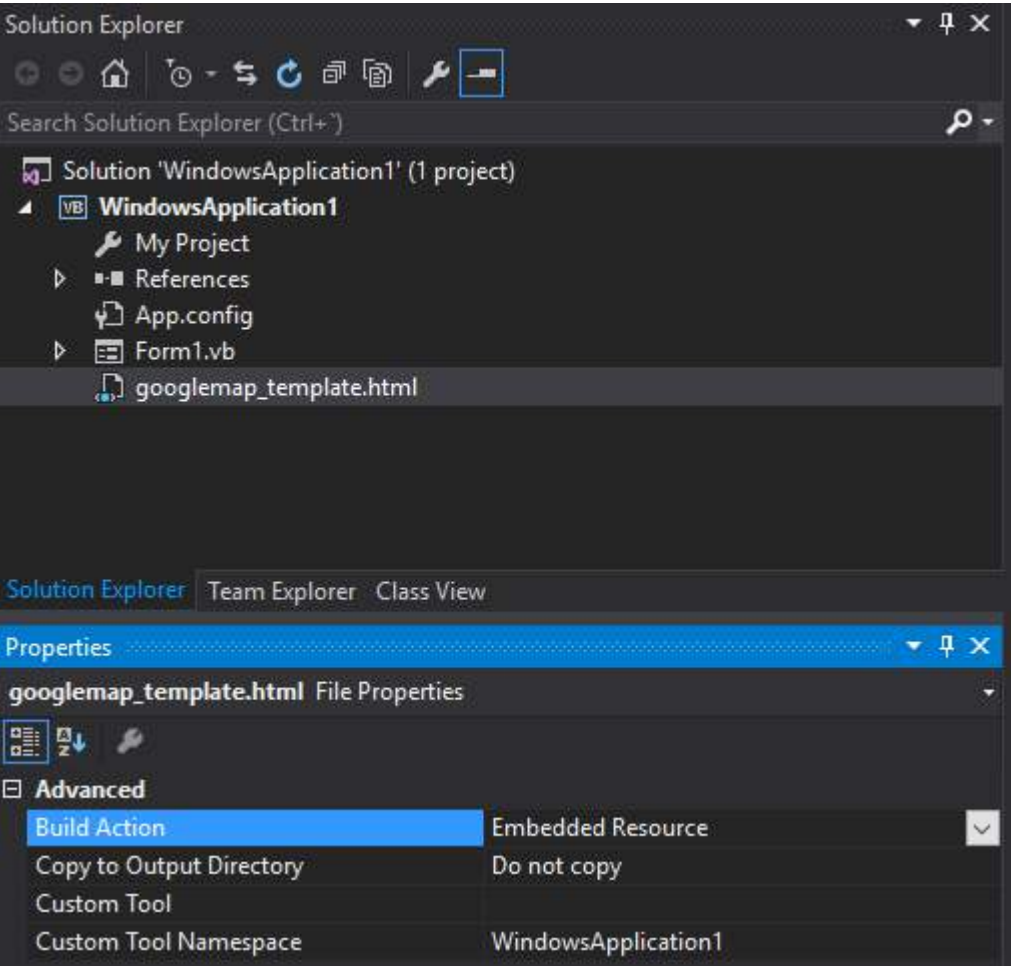 Solution Explorer
Search Solution Explorer (Ctrl+`)
Solution 'WindowsApplication1' (1 project)
VB WindowsApplication1
My Project
References
App.config
Form1.vb
googlemap_template.html
Solution Explorer Team Explorer Class View
Properties
googlemap_template.html File Properties
Advanced
Build Action Embedded Resource
Copy to Output Directory Do not copy
Custom Tool
Custom Tool Namespace WindowsApplication1